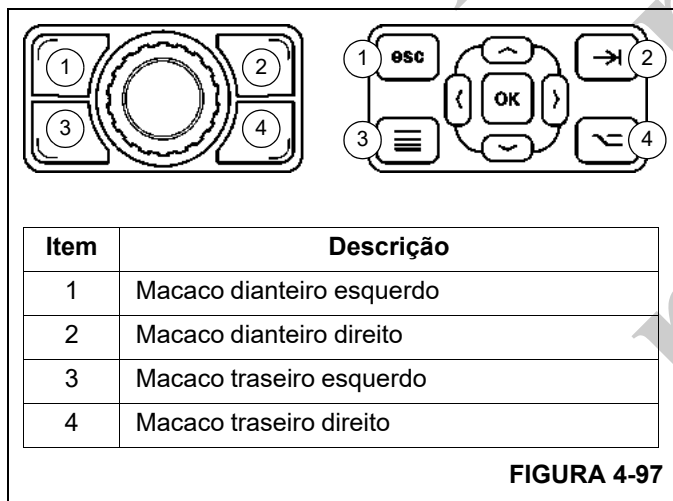 1 2
3 4
1 esc 2
OK
3 4
Item Descrição
1 Macaco dianteiro esquerdo
2 Macaco dianteiro direito
3 Macaco traseiro esquerdo
4 Macaco traseiro direito
FIGURA 4-97